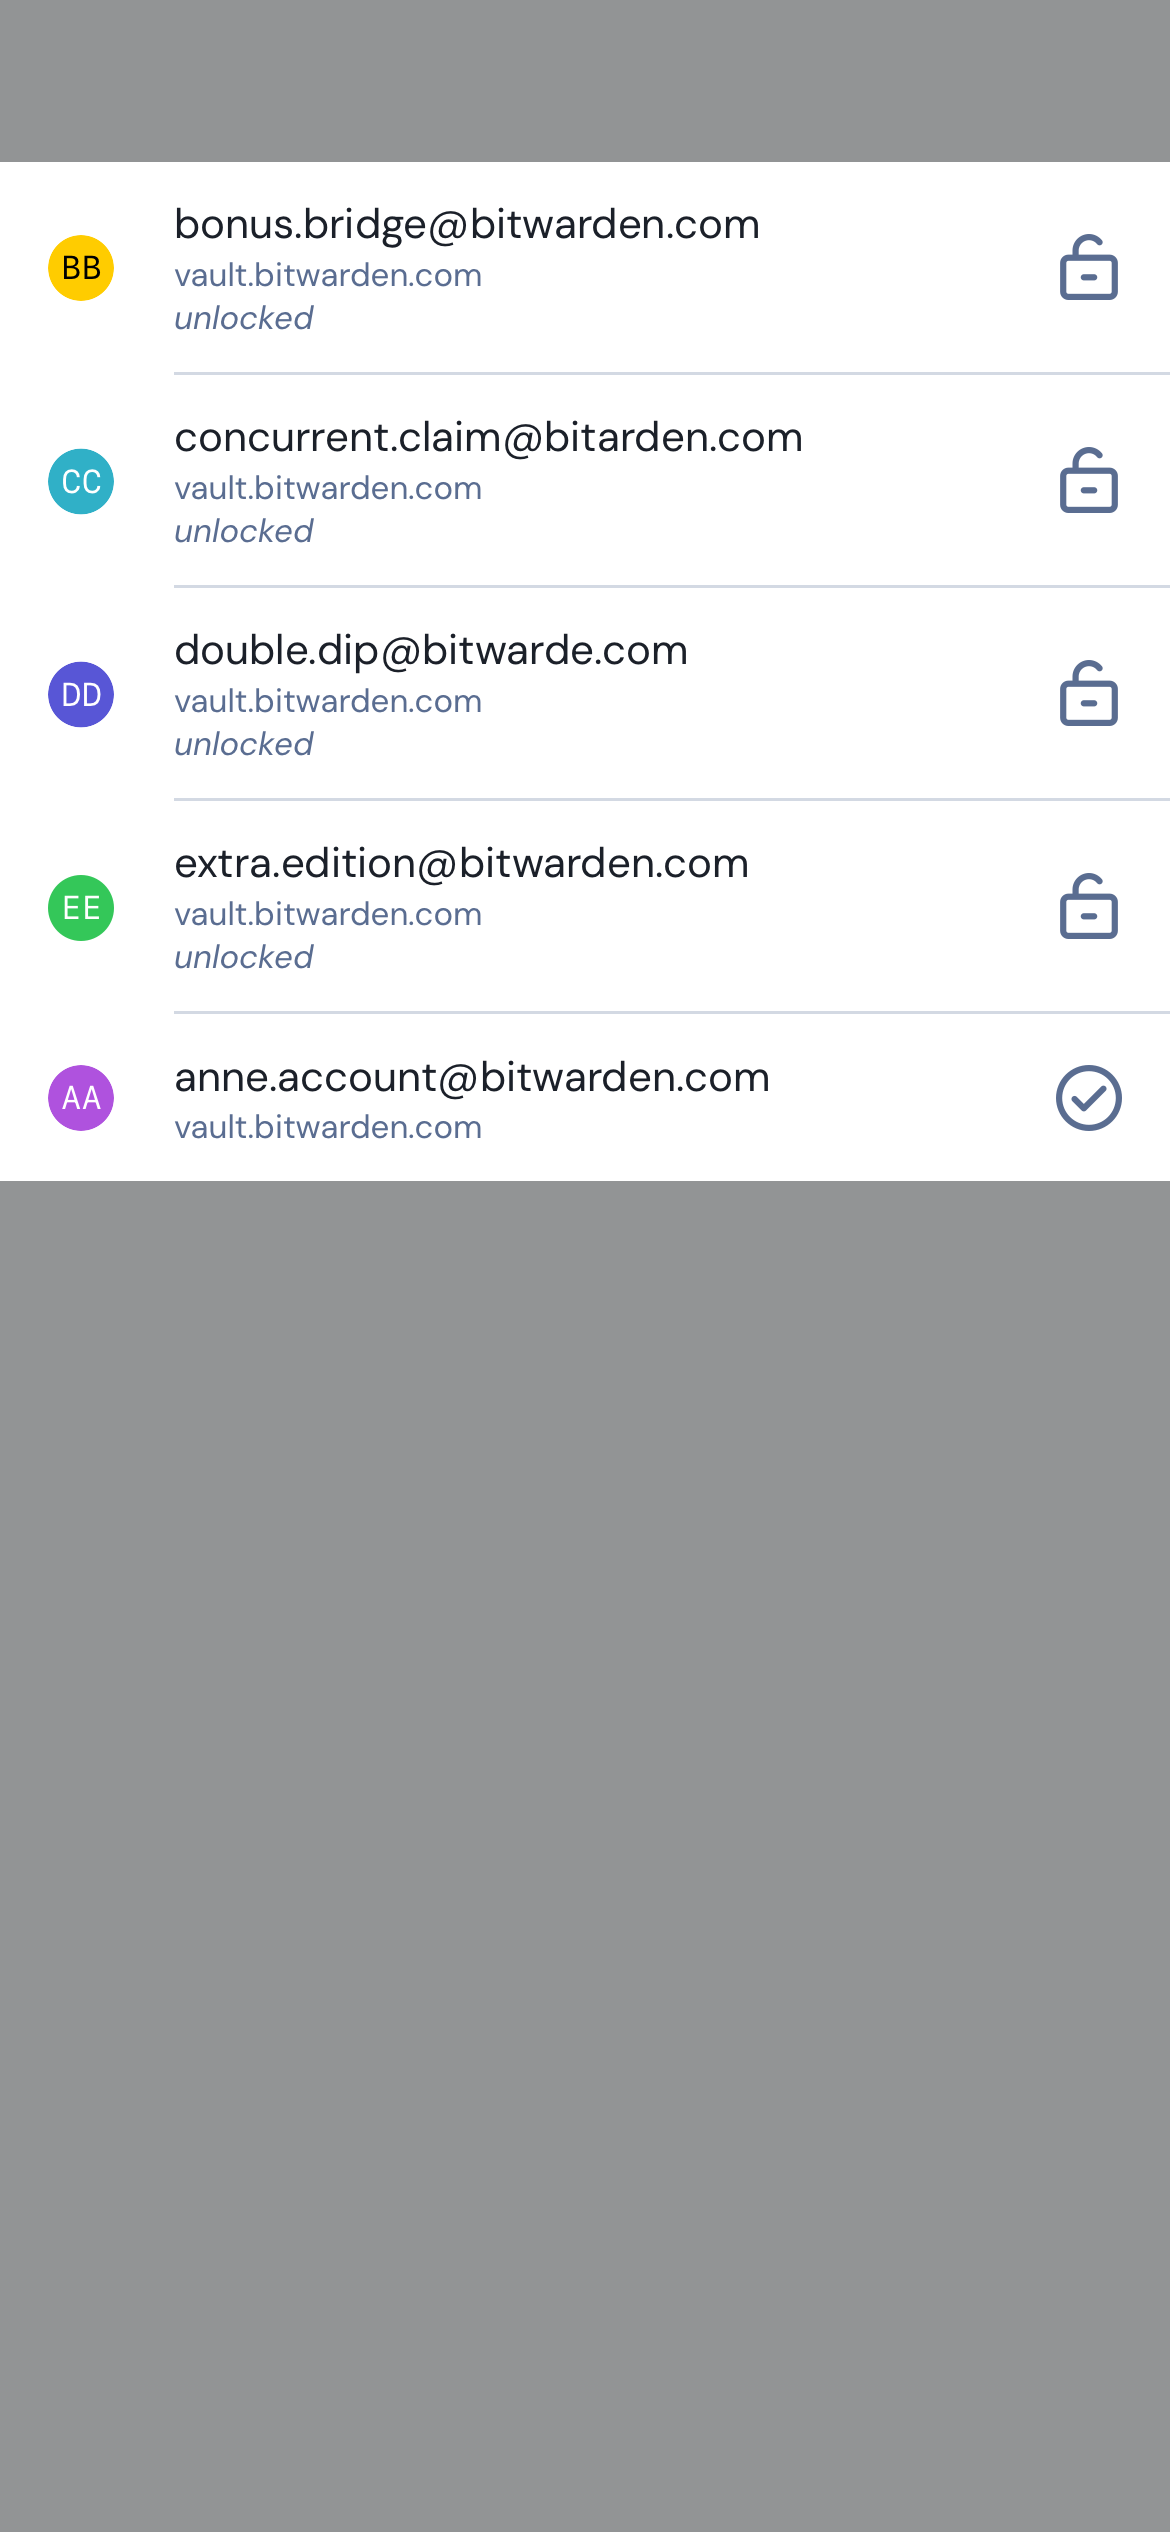 BB
bonus.bridge@bitwarden.com
vault.bitwarden.com
unlocked
CC
concurrent.claim@bitarden.com
vault.bitwarden.com
unlocked
DD
double.dip@bitwarde.com
vault.bitwarden.com
unlocked
EE
extra.edition@bitwarden.com
vault.bitwarden.com
unlocked
AA
anne.account@bitwarden.com
vault.bitwarden.com